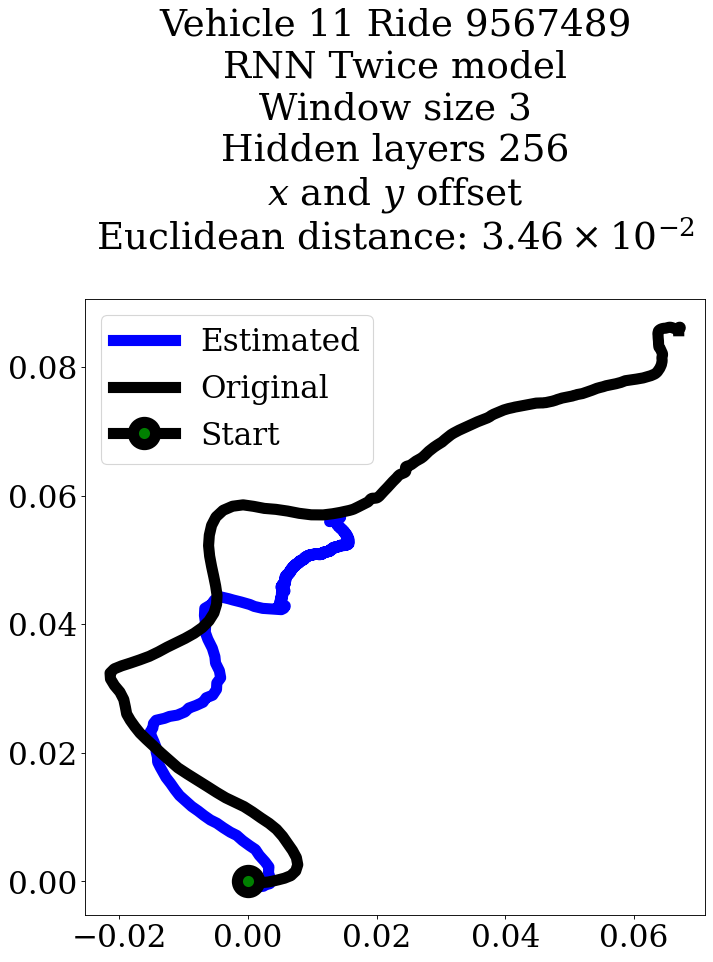 Vehicle 11 Ride 9567489
RNN Twice model
Window size 3
Hidden layers 256
x and y offset
Euclidean distance: 3.46 × 10⁻²
Estimated
Original
Start
0.08
0.06
0.04
0.02
0.00
−0.02 0.00 0.02 0.04 0.06